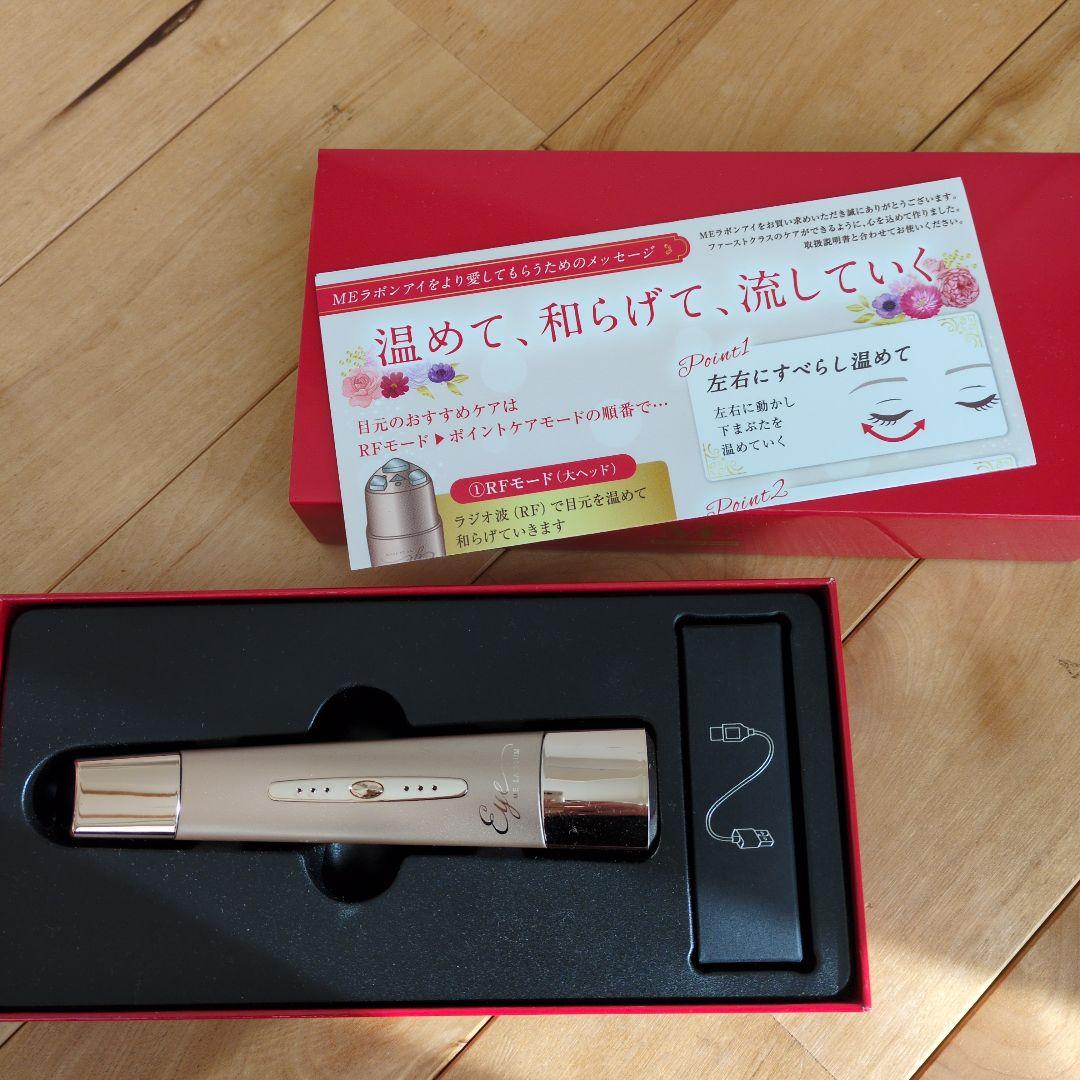 MEラボンアイをお買い求めいただき誠にありがとうございます。
ファーストクラスのケアができるように、心を込めて作りました。
取扱説明書と合わせてお使いください。
MEラボンアイをより愛してもらうためのメッセージ
温めて、和らげて、流していく
目元のおすすめケアは
RFモード▶ポイントケアモードの順番で…
①RFモード(大ヘッド)
ラジオ波(RF)で目元を温めて
和らげていきます
Point1
左右にすべらし温めて
左右に動かし
下まぶたを
温めていく
Point2
Eye